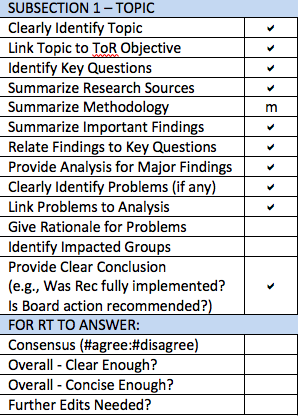 SUBSECTION 1 – TOPIC
Clearly Identify Topic ✓
Link Topic to ToR Objective ✓
Identify Key Questions ✓
Summarize Research Sources ✓
Summarize Methodology m
Summarize Important Findings ✓
Relate Findings to Key Questions ✓
Provide Analysis for Major Findings ✓
Clearly Identify Problems (if any) ✓
Link Problems to Analysis ✓
Give Rationale for Problems
Identify Impacted Groups
Provide Clear Conclusion
(e.g., Was Rec fully implemented? ✓
Is Board action recommended?)
FOR RT TO ANSWER:
Consensus (#agree:#disagree)
Overall - Clear Enough?
Overall - Concise Enough?
Further Edits Needed?